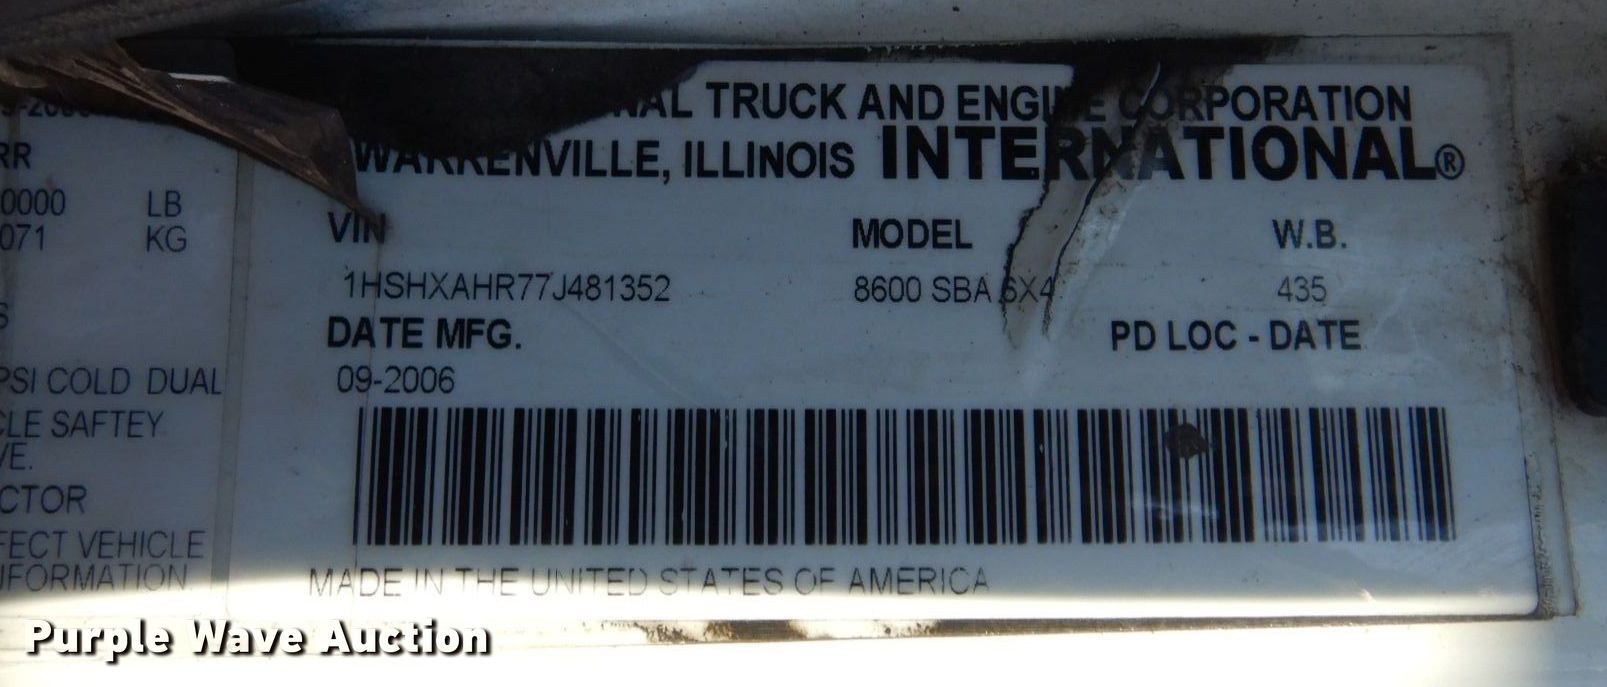 TRUCK AND ENGINE CORPORATION
WARRENVILLE, ILLINOIS INTERNATIONAL®
VIN MODEL W.B.
1HSHXAHR77J481352 8600 SBA 6X4 435
DATE MFG. PD LOC - DATE
09-2006
MADE IN THE UNITED STATES OF AMERICA
RR
0000 LB
071 KG
S
PSI COLD DUAL
CLE SAFTEY
VE.
CTOR
FECT VEHICLE
NFORMATION.
Purple Wave Auction